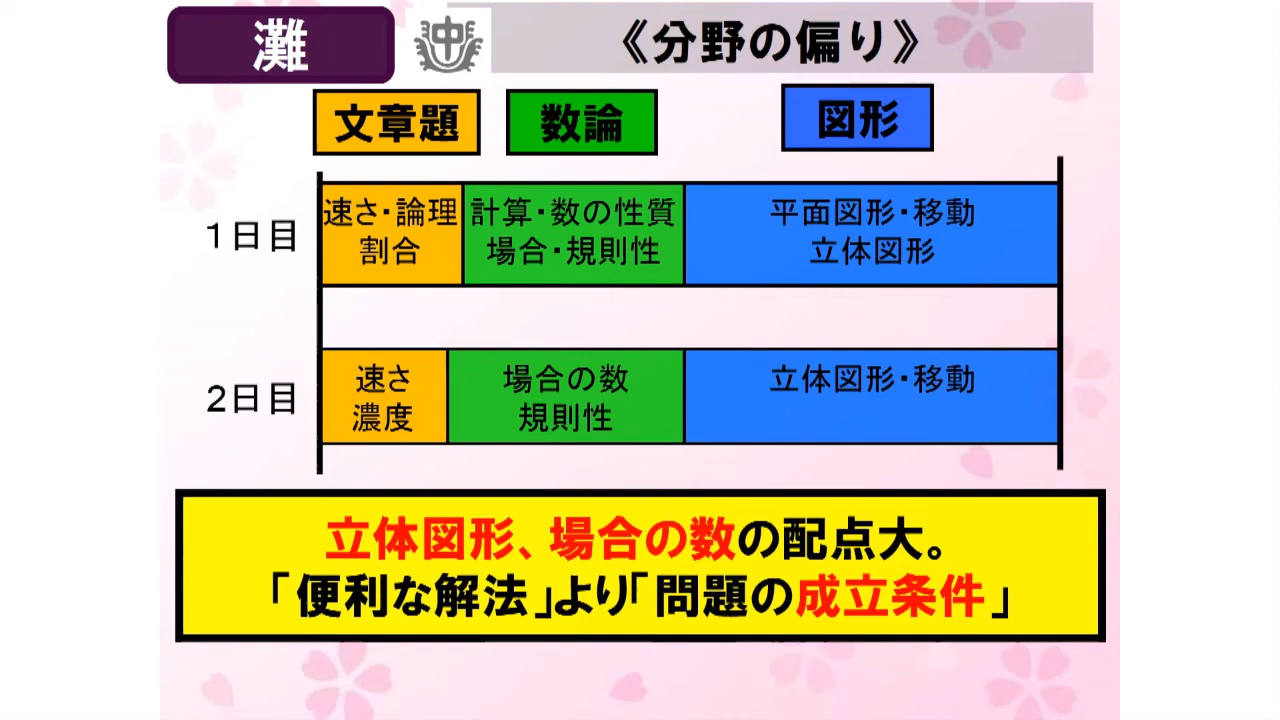 灘
中
《分野の偏り》
文章題
数論
図形
1日目
速さ・論理
割合
計算・数の性質
場合・規則性
平面図形・移動
立体図形
2日目
速さ
濃度
場合の数
規則性
立体図形・移動
立体図形、場合の数の配点大。
「便利な解法」より「問題の成立条件」